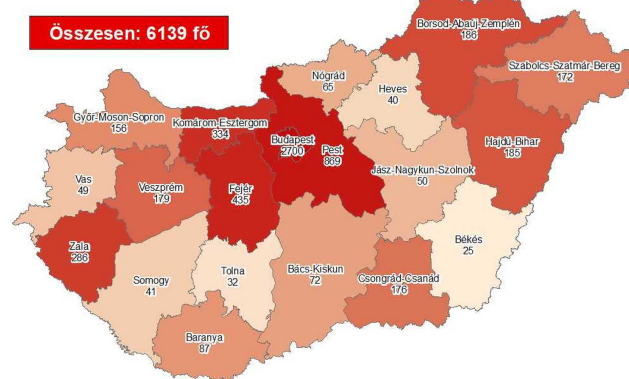 Összesen: 6139 fő
Borsod-Abaúj-Zemplén
186
Szabolcs-Szatmár-Bereg
172
Nógrád
65
Heves
40
Győr-Moson-Sopron
156
Komárom-Esztergom
334
Budapest
2700
Pest
869
Hajdú-Bihar
185
Jász-Nagykun-Szolnok
50
Vas
49
Veszprém
179
Fejér
435
Zala
286
Somogy
41
Tolna
32
Bács-Kiskun
72
Békés
25
Csongrád-Csanád
176
Baranya
87